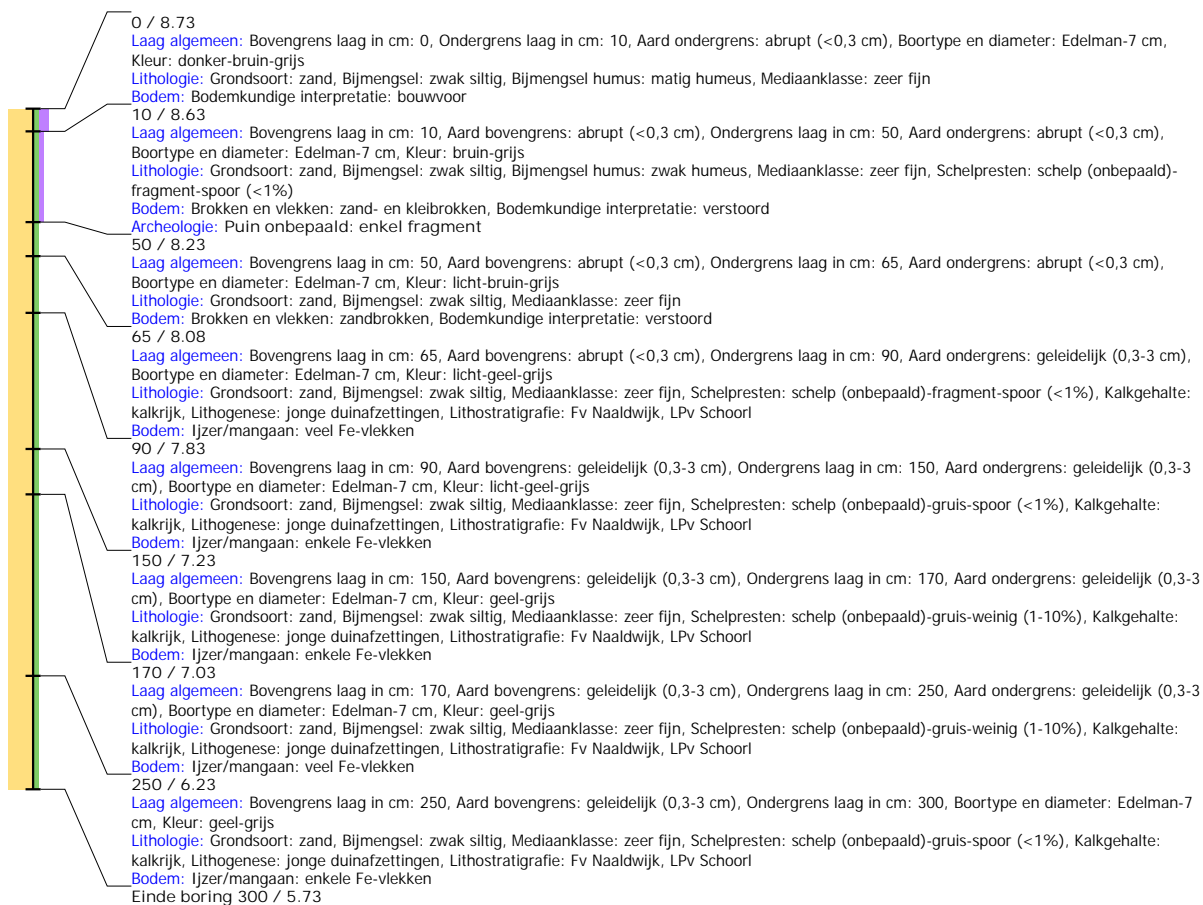 0 / 8.73
Laag algemeen: Bovengrens laag in cm: 0, Ondergrens laag in cm: 10, Aard ondergrens: abrupt (<0,3 cm), Boortype en diameter: Edelman-7 cm,
Kleur: donker-bruin-grijs
Lithologie: Grondsoort: zand, Bijmengsel: zwak siltig, Bijmengsel humus: matig humeus, Mediaanklasse: zeer fijn
Bodem: Bodemkundige interpretatie: bouwvoor
10 / 8.63
Laag algemeen: Bovengrens laag in cm: 10, Aard bovengrens: abrupt (<0,3 cm), Ondergrens laag in cm: 50, Aard ondergrens: abrupt (<0,3 cm),
Boortype en diameter: Edelman-7 cm, Kleur: bruin-grijs
Lithologie: Grondsoort: zand, Bijmengsel: zwak siltig, Bijmengsel humus: zwak humeus, Mediaanklasse: zeer fijn, Schelpresten: schelp (onbepaald)-
fragment-spoor (<1%)
Bodem: Brokken en vlekken: zand- en kleibrokken, Bodemkundige interpretatie: verstoord
Archeologie: Puin onbepaald: enkel fragment
50 / 8.23
Laag algemeen: Bovengrens laag in cm: 50, Aard bovengrens: abrupt (<0,3 cm), Ondergrens laag in cm: 65, Aard ondergrens: abrupt (<0,3 cm),
Boortype en diameter: Edelman-7 cm, Kleur: licht-bruin-grijs
Lithologie: Grondsoort: zand, Bijmengsel: zwak siltig, Mediaanklasse: zeer fijn
Bodem: Brokken en vlekken: zandbrokken, Bodemkundige interpretatie: verstoord
65 / 8.08
Laag algemeen: Bovengrens laag in cm: 65, Aard bovengrens: abrupt (<0,3 cm), Ondergrens laag in cm: 90, Aard ondergrens: geleidelijk (0,3-3 cm),
Boortype en diameter: Edelman-7 cm, Kleur: licht-geel-grijs
Lithologie: Grondsoort: zand, Bijmengsel: zwak siltig, Mediaanklasse: zeer fijn, Schelpresten: schelp (onbepaald)-fragment-spoor (<1%), Kalkgehalte:
kalkrijk, Lithogenese: jonge duinafzettingen, Lithostratigrafie: Fv Naaldwijk, LPv Schoorl
Bodem: Ijzer/mangaan: veel Fe-vlekken
90 / 7.83
Laag algemeen: Bovengrens laag in cm: 90, Aard bovengrens: geleidelijk (0,3-3 cm), Ondergrens laag in cm: 150, Aard ondergrens: geleidelijk (0,3-3
cm), Boortype en diameter: Edelman-7 cm, Kleur: licht-geel-grijs
Lithologie: Grondsoort: zand, Bijmengsel: zwak siltig, Mediaanklasse: zeer fijn, Schelpresten: schelp (onbepaald)-gruis-spoor (<1%), Kalkgehalte:
kalkrijk, Lithogenese: jonge duinafzettingen, Lithostratigrafie: Fv Naaldwijk, LPv Schoorl
Bodem: Ijzer/mangaan: enkele Fe-vlekken
150 / 7.23
Laag algemeen: Bovengrens laag in cm: 150, Aard bovengrens: geleidelijk (0,3-3 cm), Ondergrens laag in cm: 170, Aard ondergrens: geleidelijk (0,3-3
cm), Boortype en diameter: Edelman-7 cm, Kleur: geel-grijs
Lithologie: Grondsoort: zand, Bijmengsel: zwak siltig, Mediaanklasse: zeer fijn, Schelpresten: schelp (onbepaald)-gruis-weinig (1-10%), Kalkgehalte:
kalkrijk, Lithogenese: jonge duinafzettingen, Lithostratigrafie: Fv Naaldwijk, LPv Schoorl
Bodem: Ijzer/mangaan: enkele Fe-vlekken
170 / 7.03
Laag algemeen: Bovengrens laag in cm: 170, Aard bovengrens: geleidelijk (0,3-3 cm), Ondergrens laag in cm: 250, Aard ondergrens: geleidelijk (0,3-3
cm), Boortype en diameter: Edelman-7 cm, Kleur: geel-grijs
Lithologie: Grondsoort: zand, Bijmengsel: zwak siltig, Mediaanklasse: zeer fijn, Schelpresten: schelp (onbepaald)-gruis-weinig (1-10%), Kalkgehalte:
kalkrijk, Lithogenese: jonge duinafzettingen, Lithostratigrafie: Fv Naaldwijk, LPv Schoorl
Bodem: Ijzer/mangaan: veel Fe-vlekken
250 / 6.23
Laag algemeen: Bovengrens laag in cm: 250, Aard bovengrens: geleidelijk (0,3-3 cm), Ondergrens laag in cm: 300, Boortype en diameter: Edelman-7
cm, Kleur: geel-grijs
Lithologie: Grondsoort: zand, Bijmengsel: zwak siltig, Mediaanklasse: zeer fijn, Schelpresten: schelp (onbepaald)-gruis-spoor (<1%), Kalkgehalte:
kalkrijk, Lithogenese: jonge duinafzettingen, Lithostratigrafie: Fv Naaldwijk, LPv Schoorl
Bodem: Ijzer/mangaan: enkele Fe-vlekken
Einde boring 300 / 5.73